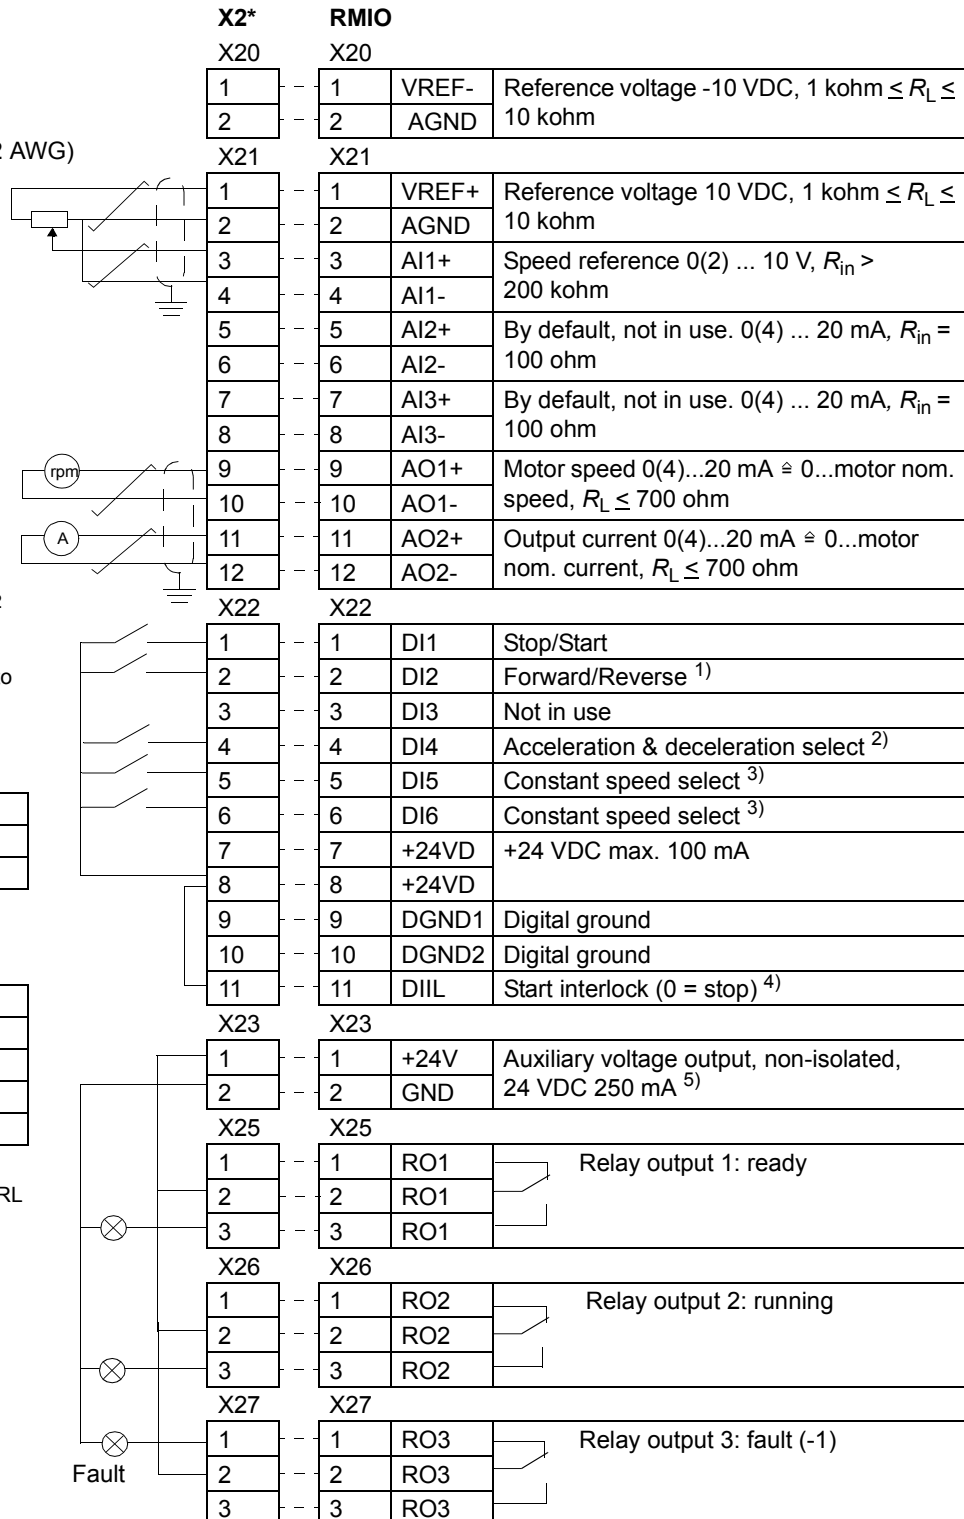 X2* RMIO
X20 X20
1 1 VREF- Reference voltage -10 VDC, 1 kohm ≤ RL ≤
2 2 AGND 10 kohm
AWG)
X21 X21
1 1 VREF+ Reference voltage 10 VDC, 1 kohm ≤ RL ≤
2 2 AGND 10 kohm
3 3 AI1+ Speed reference 0(2) ... 10 V, Rin >
4 4 AI1- 200 kohm
5 5 AI2+ By default, not in use. 0(4) ... 20 mA, Rin =
6 6 AI2- 100 ohm
7 7 AI3+ By default, not in use. 0(4) ... 20 mA, Rin =
8 8 AI3- 100 ohm
rpm 9 9 AO1+ Motor speed 0(4)...20 mA ≙ 0...motor nom.
10 10 AO1- speed, RL ≤ 700 ohm
A 11 11 AO2+ Output current 0(4)...20 mA ≙ 0...motor
12 12 AO2- nom. current, RL ≤ 700 ohm
X22 X22
1 1 DI1 Stop/Start
2 2 DI2 Forward/Reverse 1)
3 3 DI3 Not in use
4 4 DI4 Acceleration & deceleration select 2)
5 5 DI5 Constant speed select 3)
6 6 DI6 Constant speed select 3)
7 7 +24VD +24 VDC max. 100 mA
8 8 +24VD
9 9 DGND1 Digital ground
10 10 DGND2 Digital ground
11 11 DIIL Start interlock (0 = stop) 4)
X23 X23
1 1 +24V Auxiliary voltage output, non-isolated,
2 2 GND 24 VDC 250 mA 5)
X25 X25
1 1 RO1 Relay output 1: ready
2 2 RO1
RL
3 3 RO1
X26 X26
1 1 RO2 Relay output 2: running
2 2 RO2
3 3 RO2
X27 X27
1 1 RO3 Relay output 3: fault (-1)
Fault 2 2 RO3
3 3 RO3